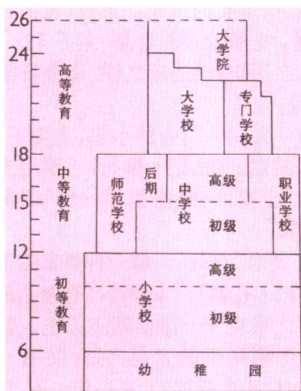 26
24
大学院
高等教育
大学校
专门学校
18
中等教育
师范学校
后期
中学校
高级
职业学校
15
初级
12
初等教育
小学校
高级
初级
6
幼稚园